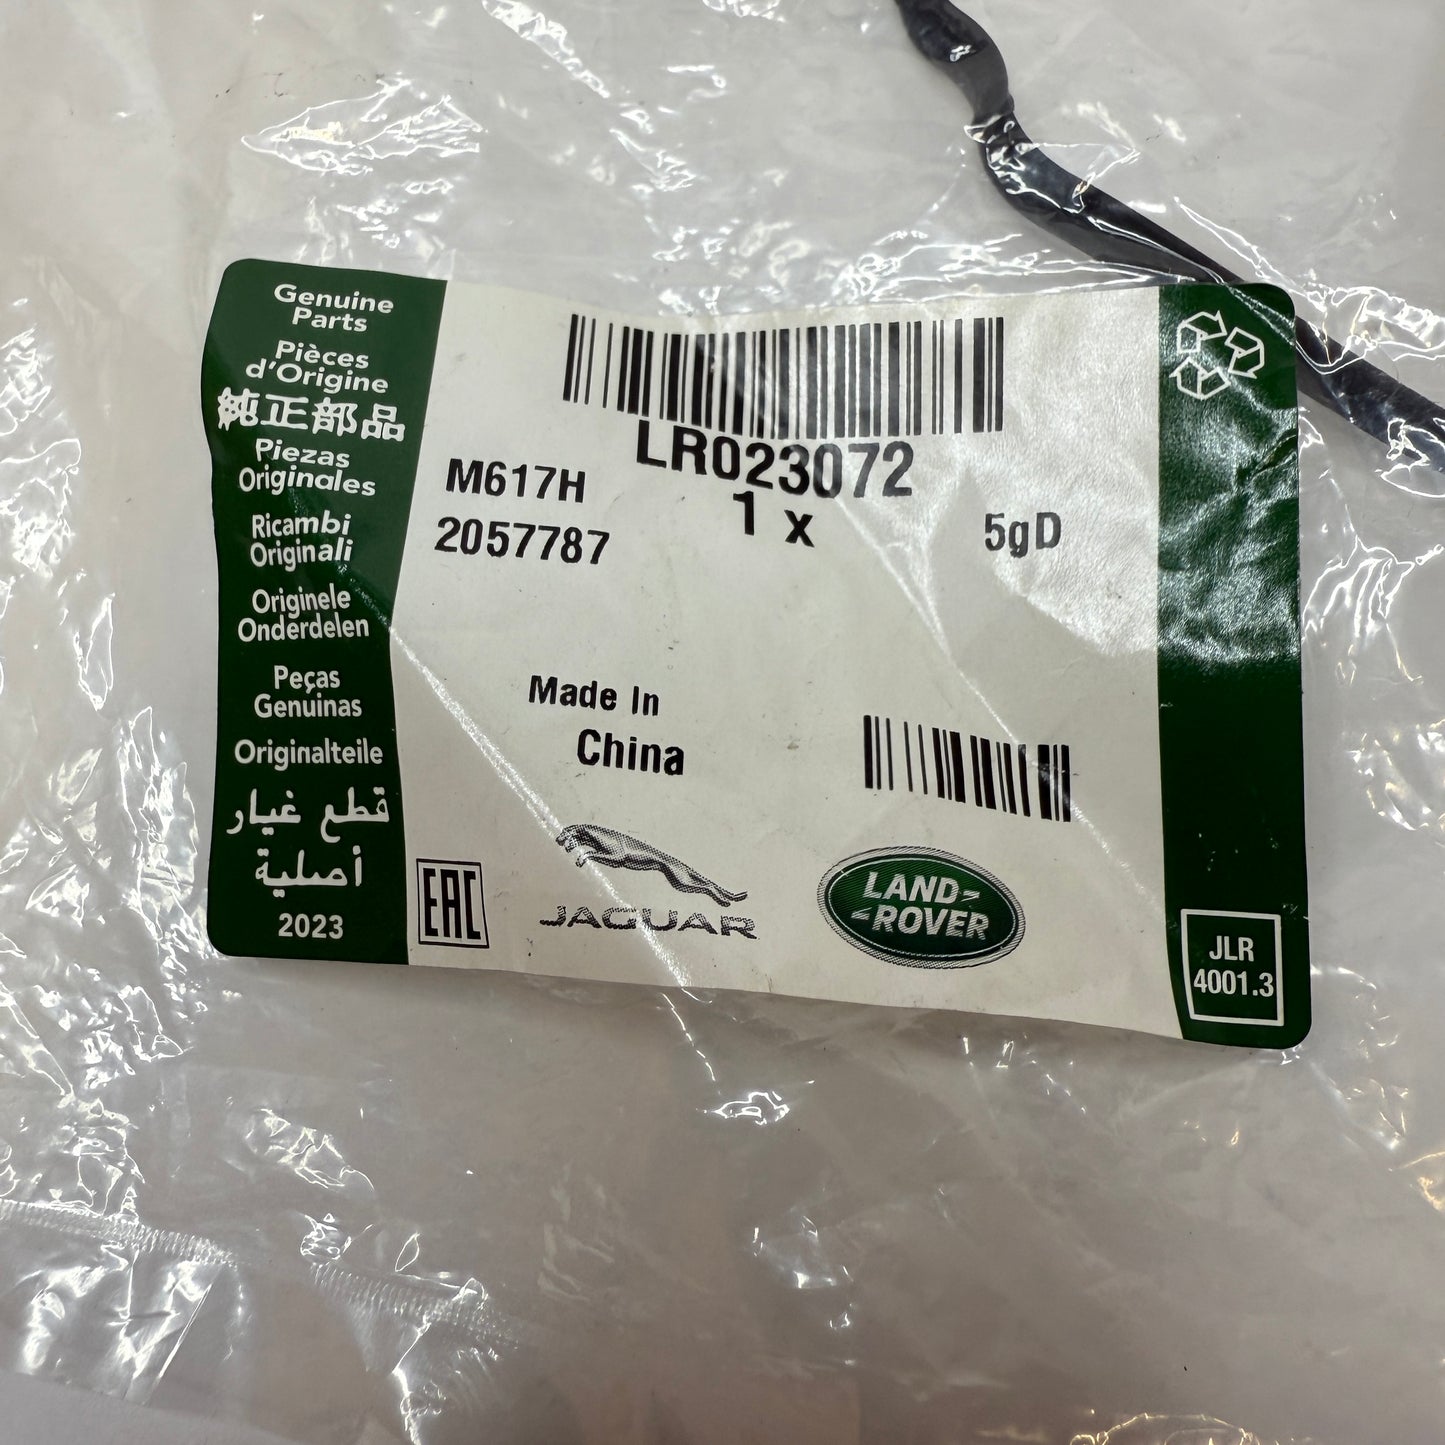 Genuine
Parts
Pièces
d'Origine
純正部品
Piezas
Originales
Ricambi
Originali
Originele
Onderdelen
Peças
Genuinas
Originalteile
قطع غيار
أصلية
2023
LR023072
M617H
1 x
5gD
2057787
Made In
China
EAC
JAGUAR
LAND-
-ROVER
JLR
4001.3